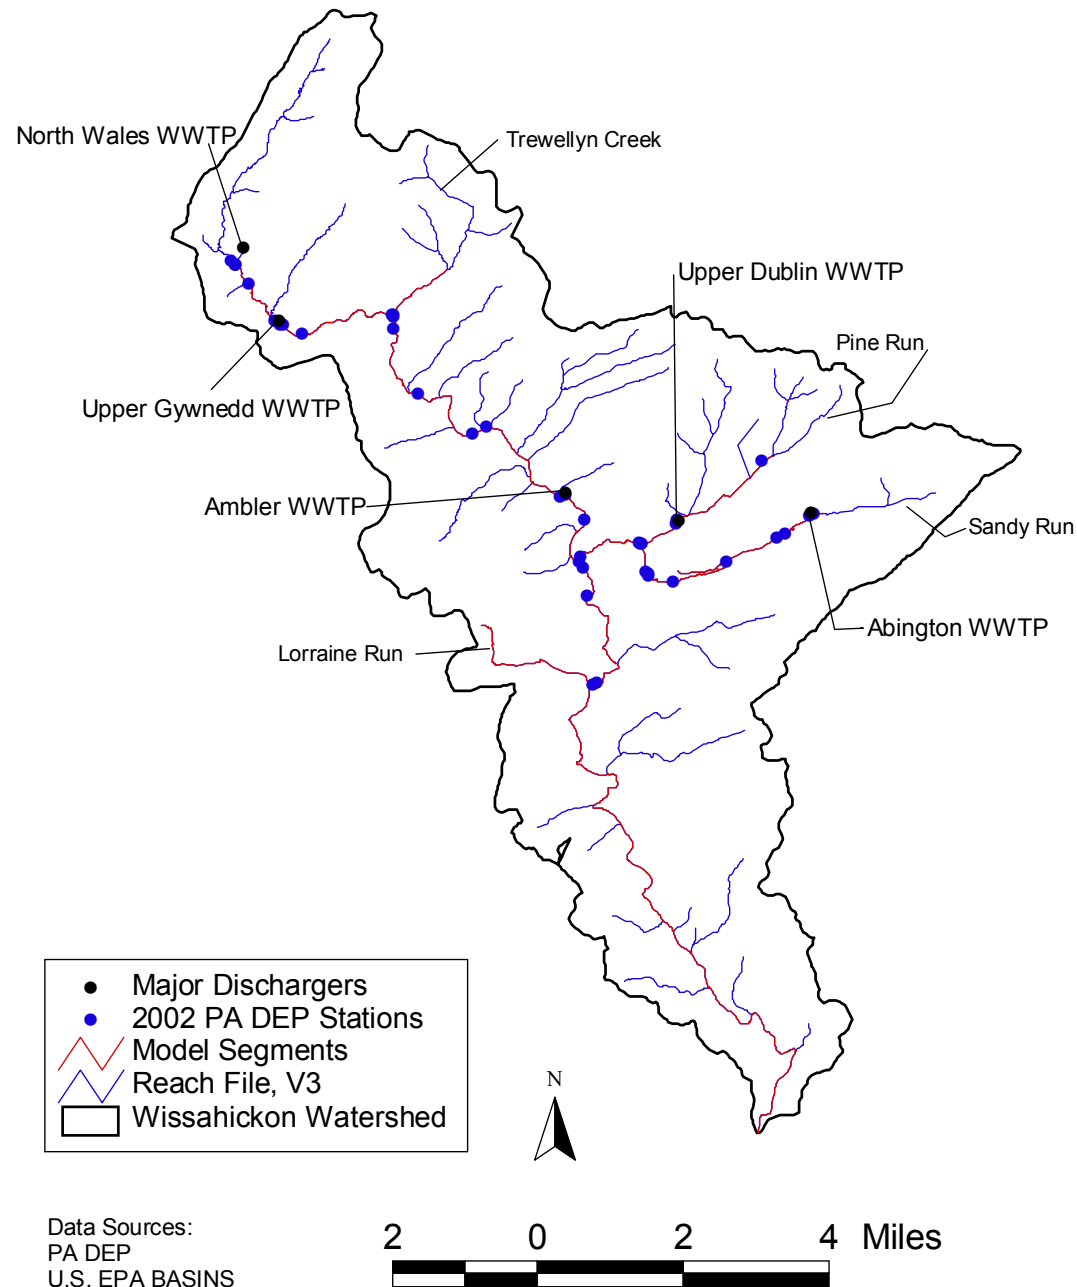 North Wales WWTP
Trewellyn Creek
Upper Dublin WWTP
Pine Run
Upper Gywnedd WWTP
Ambler WWTP
Sandy Run
Abington WWTP
Lorraine Run
Major Dischargers
2002 PA DEP Stations
Model Segments
Reach File, V3
Wissahickon Watershed
N
Data Sources:
PA DEP
U.S. EPA BASINS
2 0 2 4 Miles